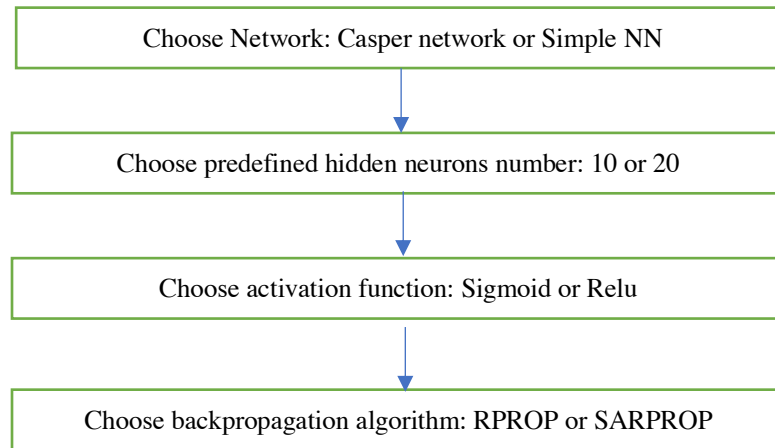 Choose Network: Casper network or Simple NN
Choose predefined hidden neurons number: 10 or 20
Choose activation function: Sigmoid or Relu
Choose backpropagation algorithm: RPROP or SARPROP